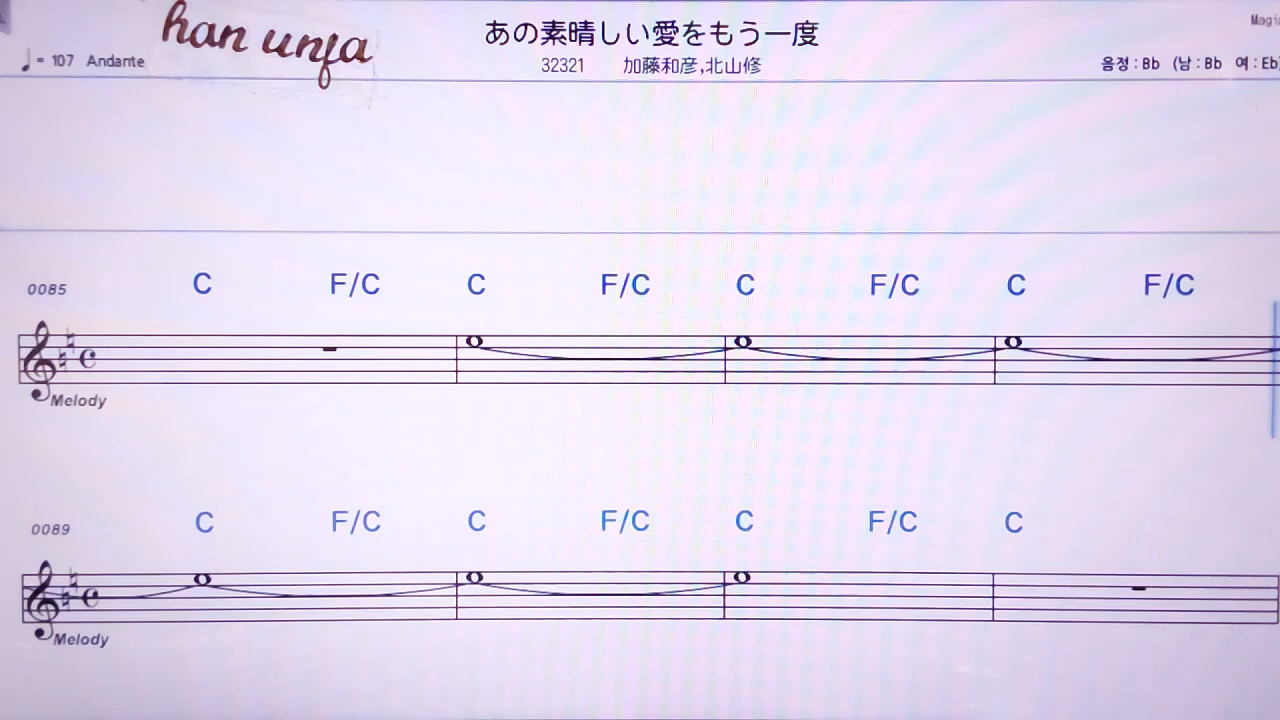 han unja
あの素晴しい愛をもう一度
♩= 107 Andante
32321 加藤和彦,北山修
음정 : Bb (남 : Bb 여 : Eb)
0085 C F/C C F/C C F/C C F/C
Melody
0089 C F/C C F/C C F/C C
Melody